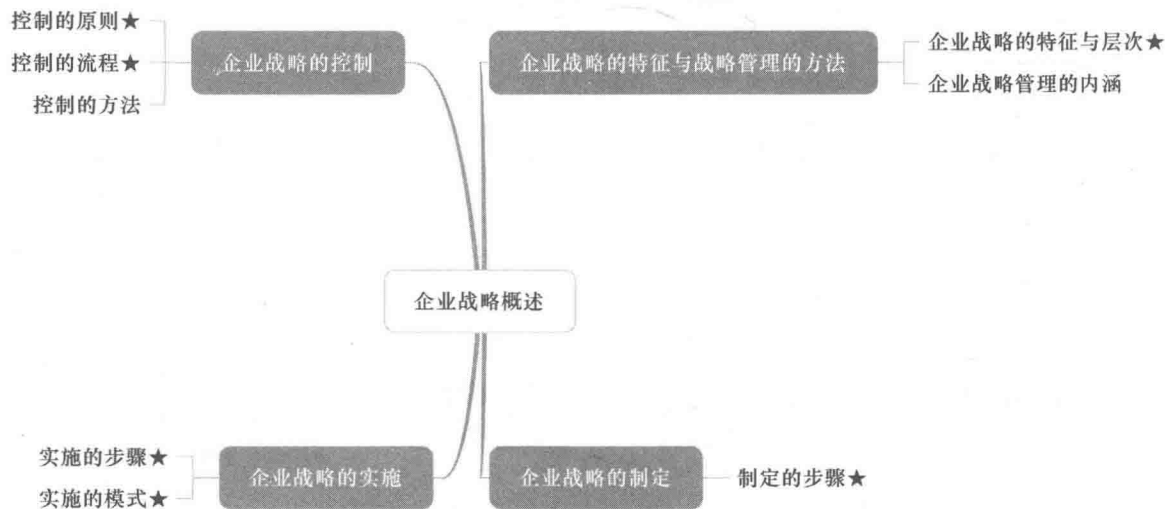 控制的原则★
控制的流程★
控制的方法
企业战略的控制
企业战略的特征与战略管理的方法
企业战略的特征与层次★
企业战略管理的内涵
企业战略概述
实施的步骤★
实施的模式★
企业战略的实施
企业战略的制定
制定的步骤★